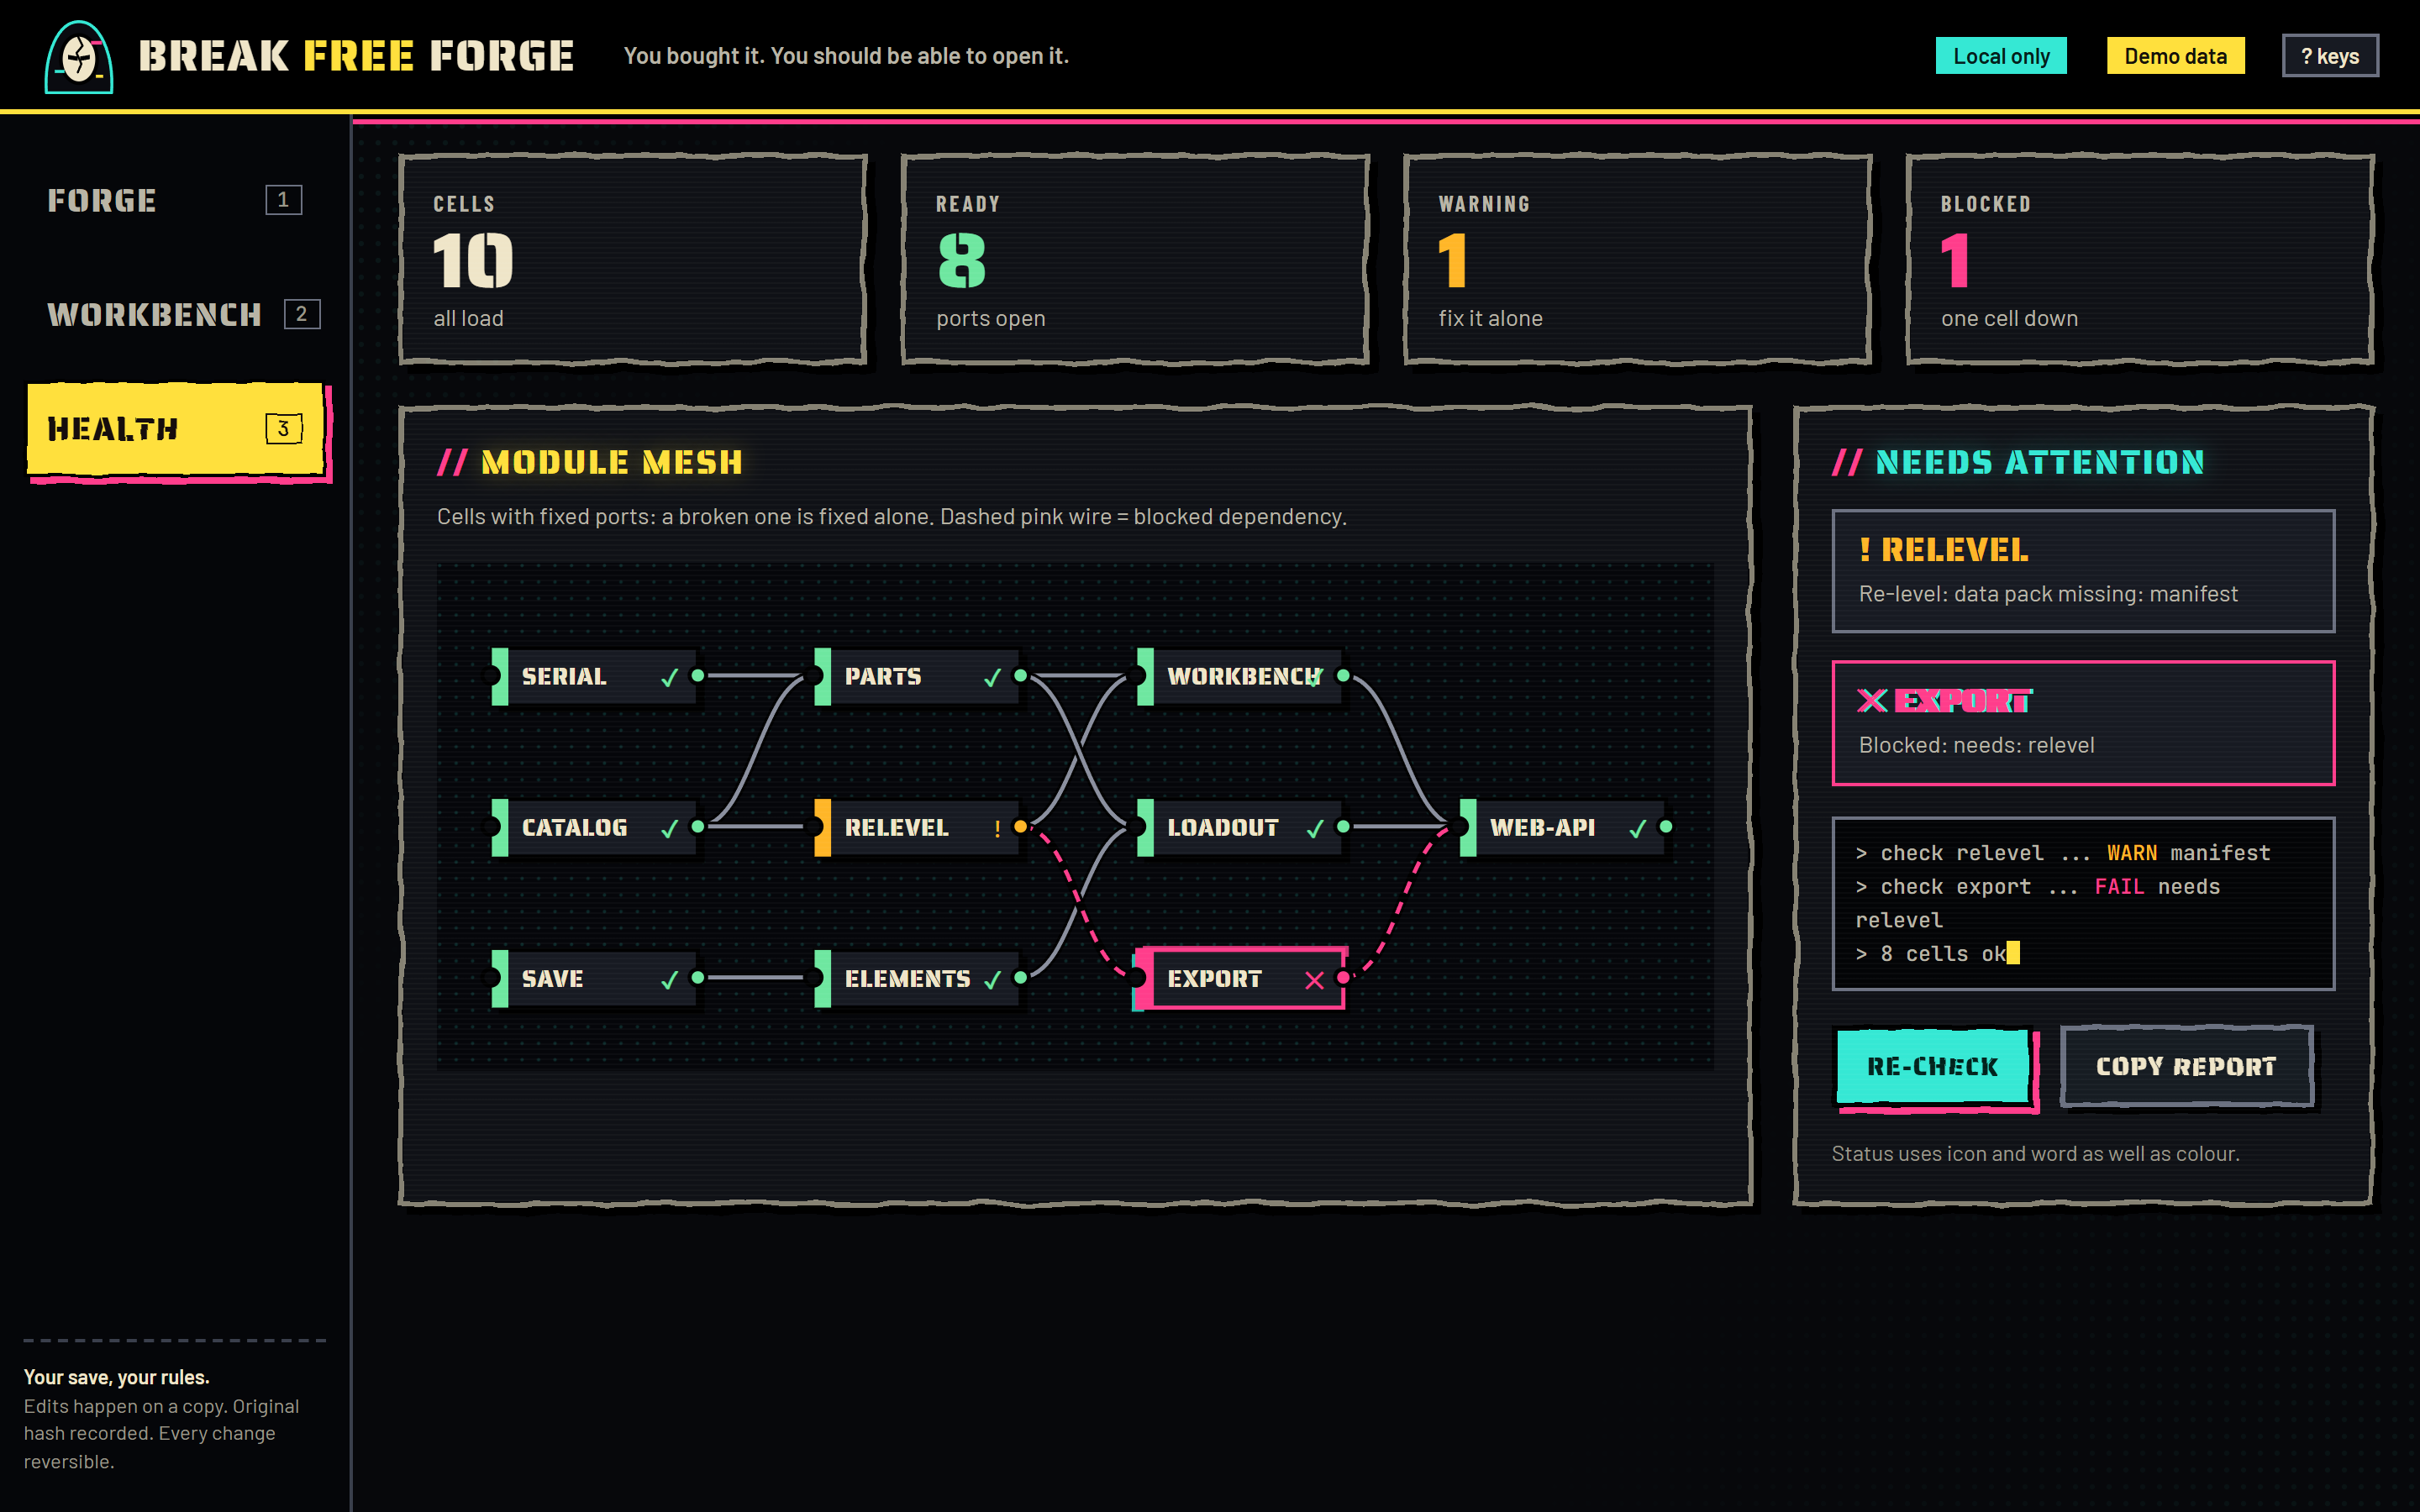 BREAK FREE FORGE
You bought it. You should be able to open it.
Local only
Demo data
? keys
FORGE 1
WORKBENCH 2
HEALTH 3
CELLS
10
all load
READY
8
ports open
WARNING
1
fix it alone
BLOCKED
1
one cell down
// MODULE MESH
Cells with fixed ports: a broken one is fixed alone. Dashed pink wire = blocked dependency.
SERIAL ✓
PARTS ✓
WORKBENCH ✓
CATALOG ✓
RELEVEL !
LOADOUT ✓
WEB-API ✓
SAVE ✓
ELEMENTS ✓
EXPORT ✕
// NEEDS ATTENTION
! RELEVEL
Re-level: data pack missing: manifest
✕ EXPORT
Blocked: needs: relevel
> check relevel ... WARN manifest
> check export ... FAIL needs
relevel
> 8 cells ok
RE-CHECK
COPY REPORT
Status uses icon and word as well as colour.
Your save, your rules.
Edits happen on a copy. Original
hash recorded. Every change
reversible.